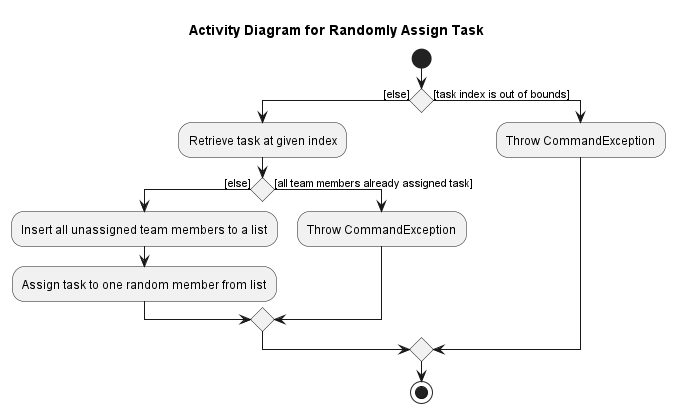 Activity Diagram for Randomly Assign Task
[else]
[task index is out of bounds]
Retrieve task at given index
Throw CommandException
[else]
[all team members already assigned task]
Insert all unassigned team members to a list
Throw CommandException
Assign task to one random member from list